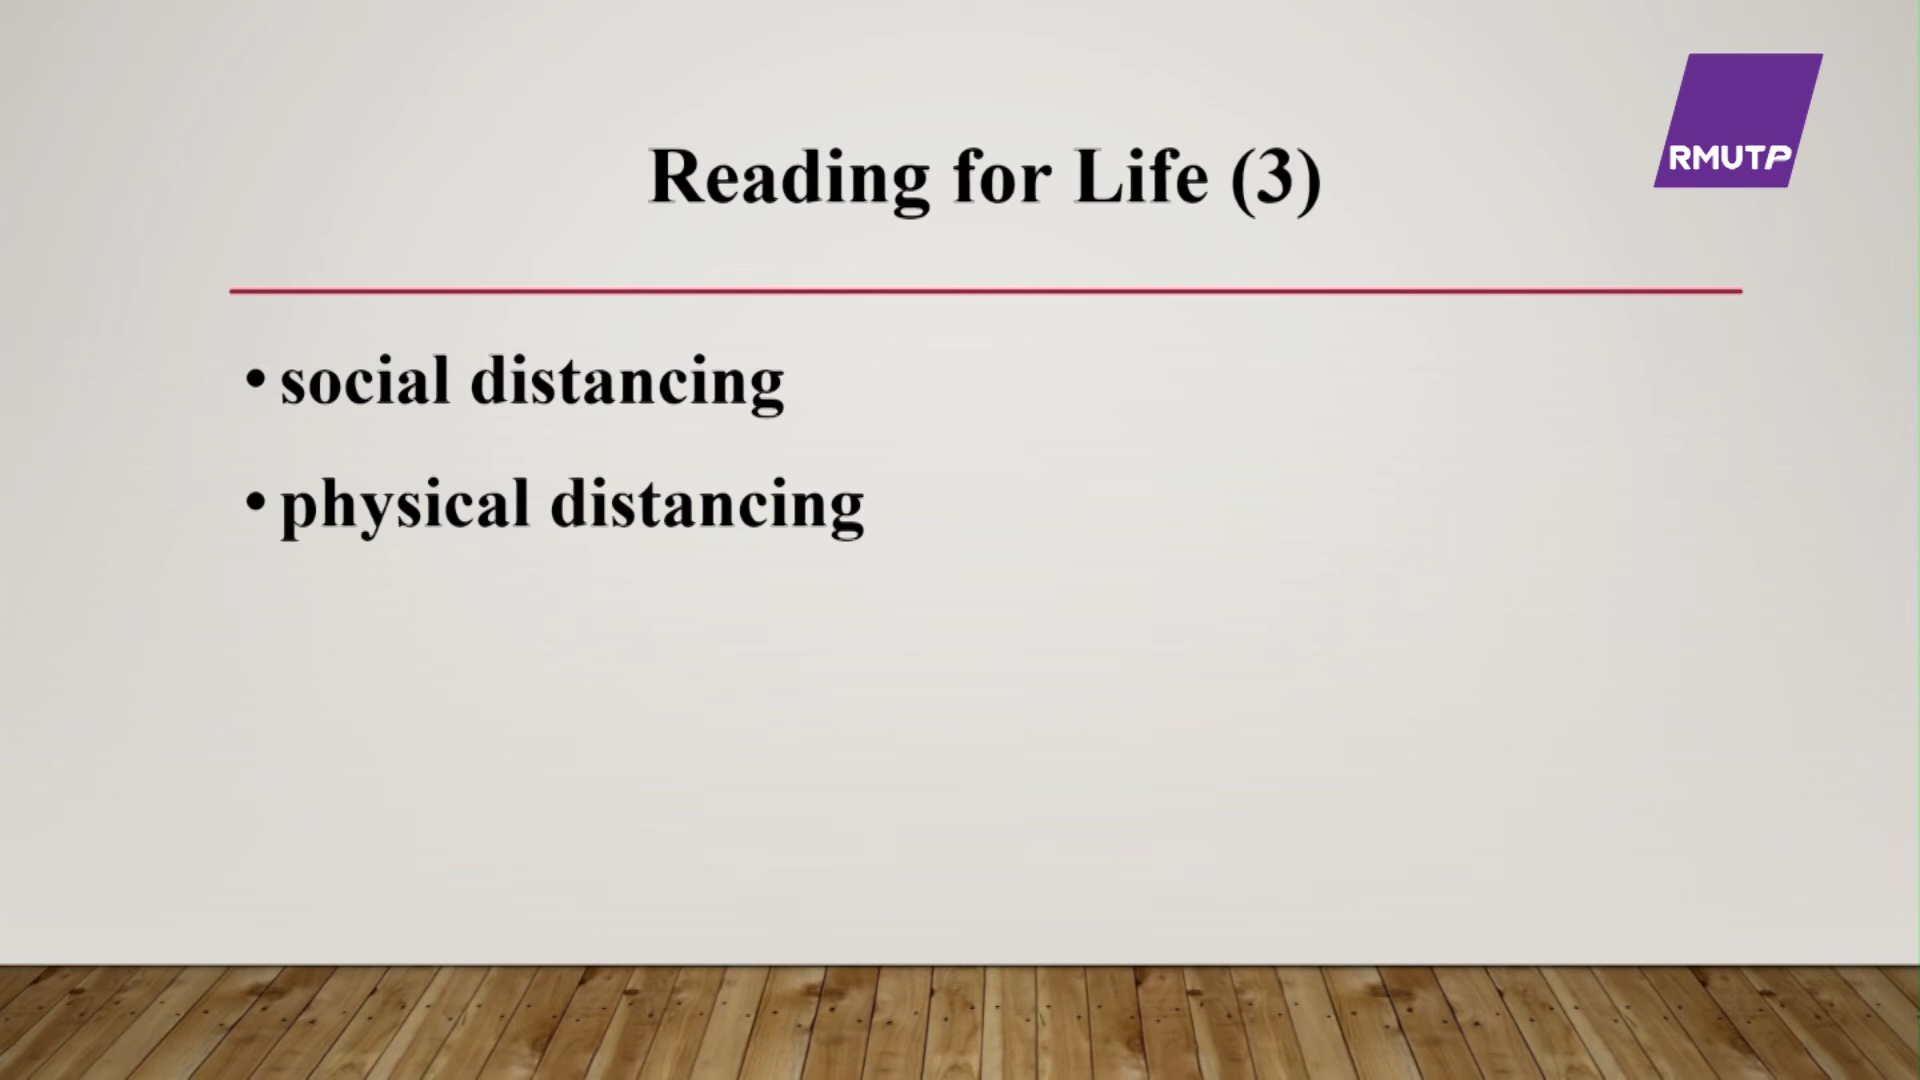 RMUTP
Reading for Life (3)
• social distancing
• physical distancing